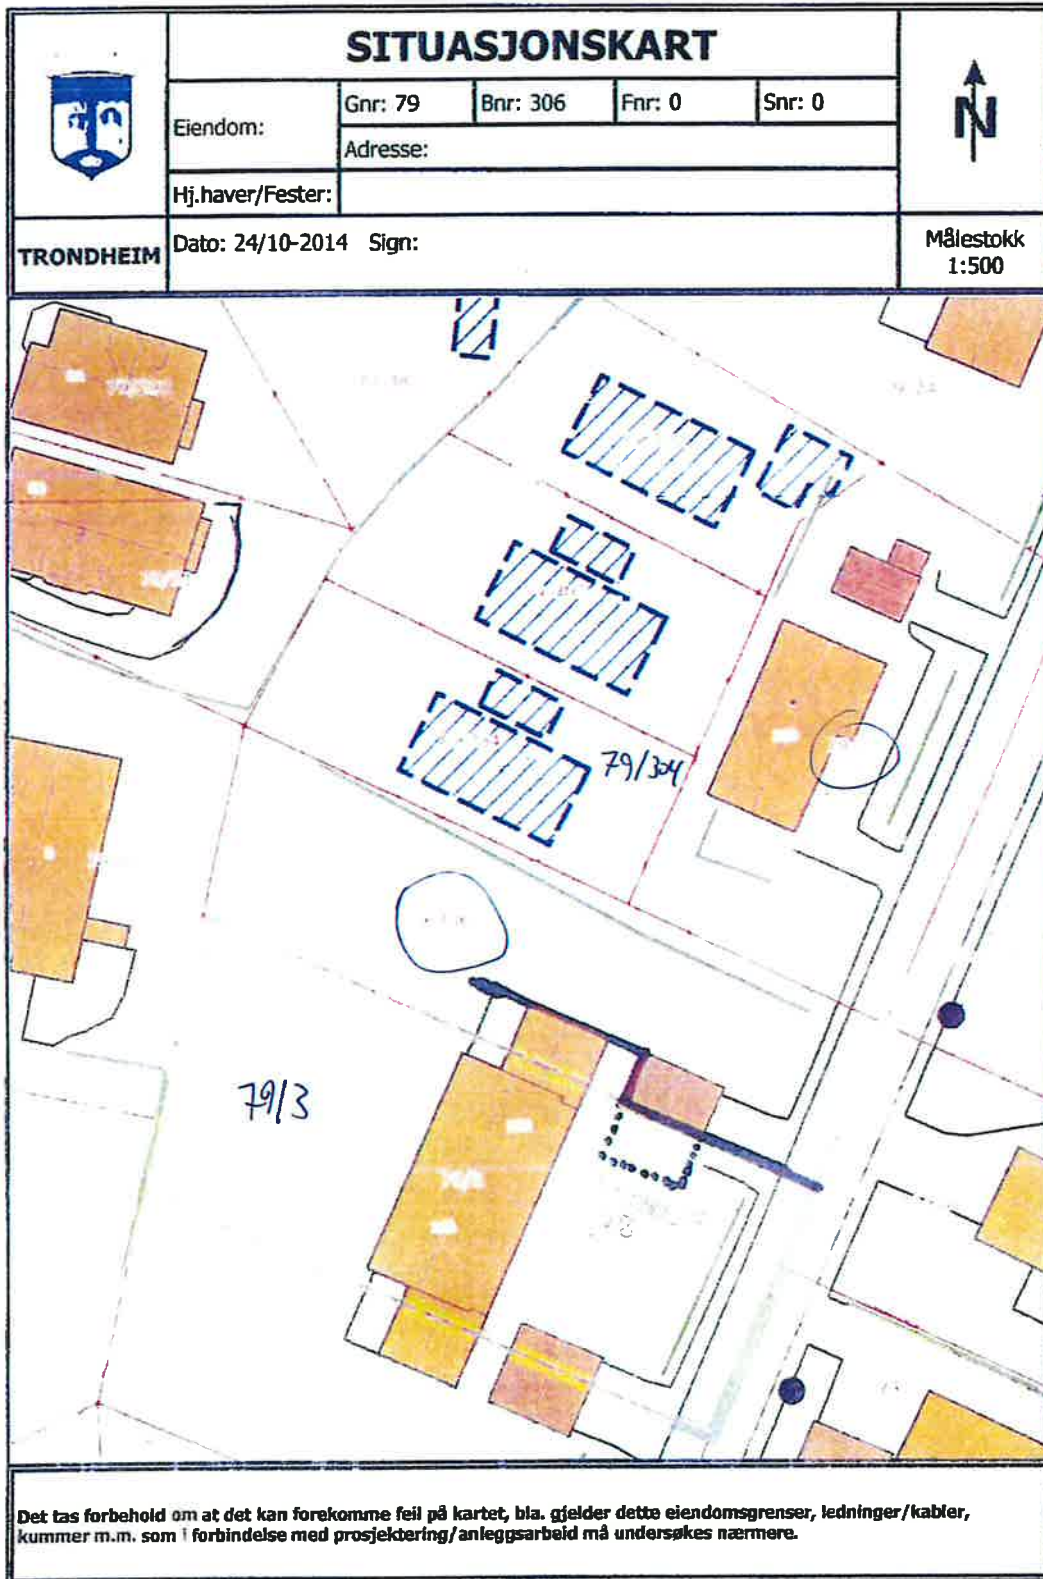 SITUASJONSKART
Eiendom:
Gnr: 79
Bnr: 306
Fnr: 0
Snr: 0
Adresse:
Hj.haver/Fester:
N
TRONDHEIM
Dato: 24/10-2014 Sign:
Målestokk
1:500
79/304
79/3
Det tas forbehold om at det kan forekomme feil på kartet, bla. gjelder dette eiendomsgrenser, ledninger/kabler,
kummer m.m. som i forbindelse med prosjektering/anleggsarbeid må undersøkes nærmere.